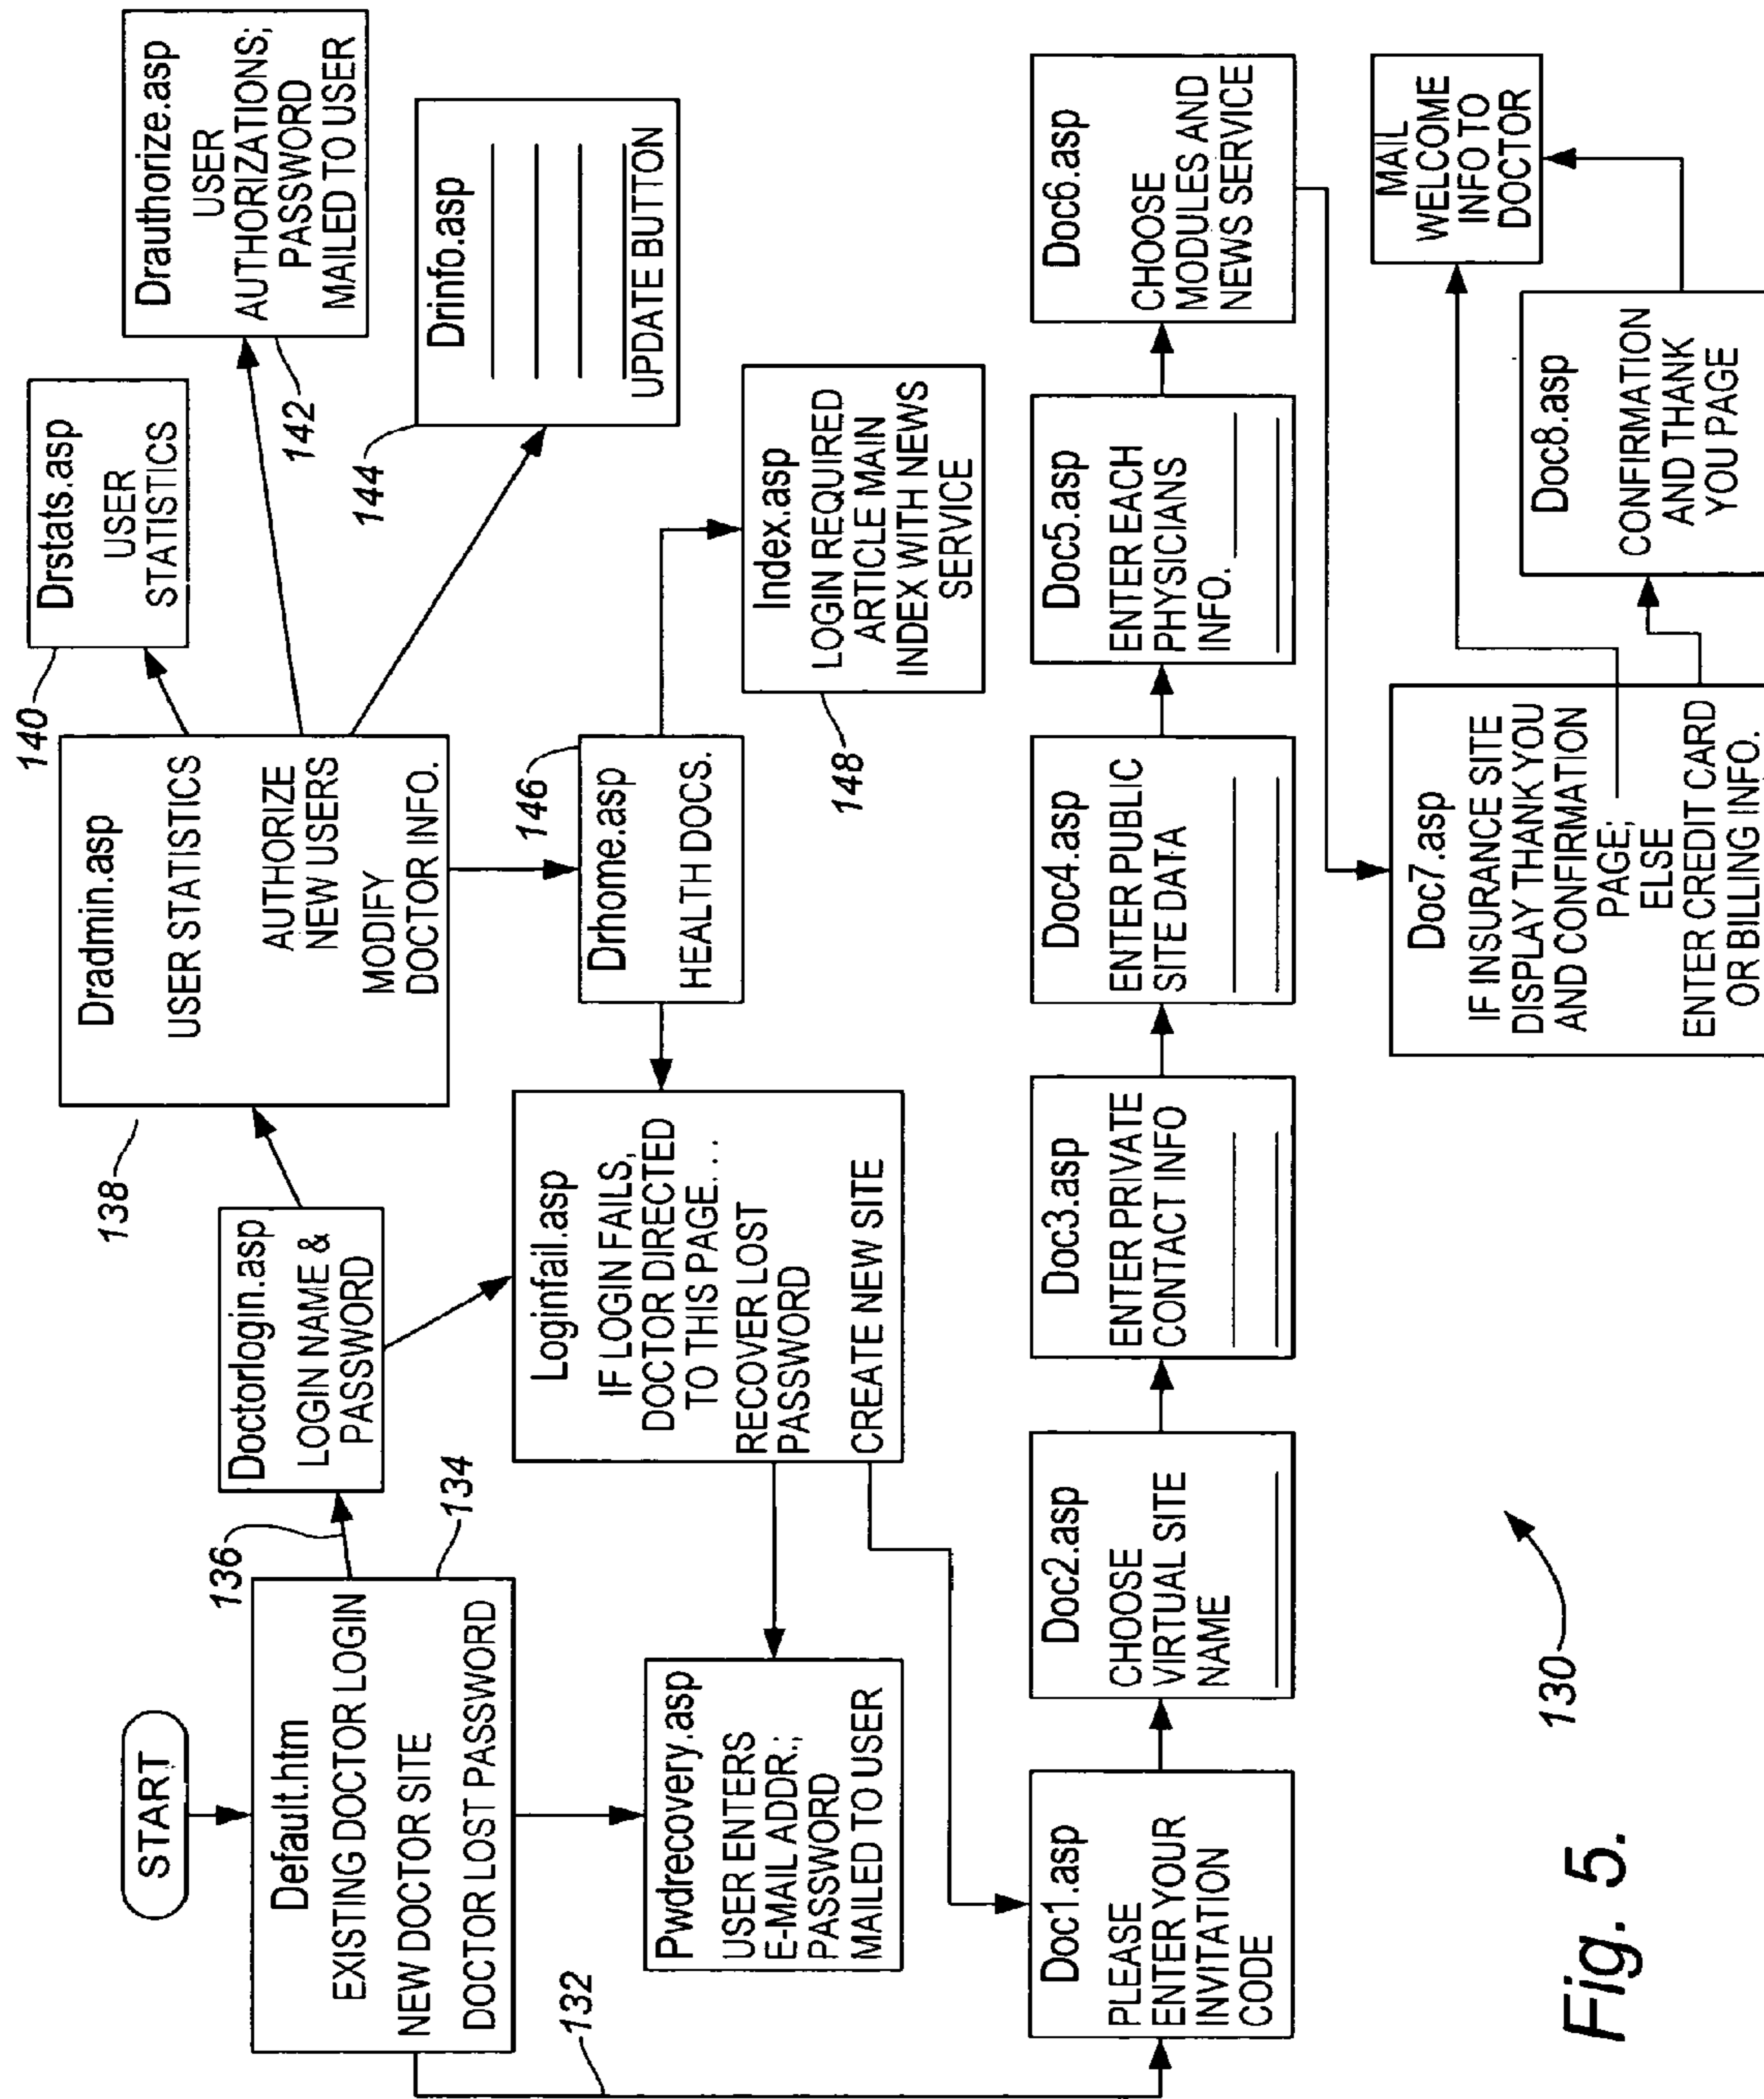 START
Default.htm
EXISTING DOCTOR LOGIN
NEW DOCTOR SITE
DOCTOR LOST PASSWORD
134
136
132
Doctorlogin.asp
LOGIN NAME &
PASSWORD
138
Dradmin.asp
USER STATISTICS
AUTHORIZE
NEW USERS
MODIFY
DOCTOR INFO.
140
Drstats.asp
USER
STATISTICS
Drauthorize.asp
USER
AUTHORIZATIONS;
PASSWORD
MAILED TO USER
142
144
Drinfo.asp
UPDATE BUTTON
Pwdrecovery.asp
USER ENTERS
E-MAIL ADDR.;
PASSWORD
MAILED TO USER
Loginfail.asp
IF LOGIN FAILS,
DOCTOR DIRECTED
TO THIS PAGE. . .
RECOVER LOST
PASSWORD
CREATE NEW SITE
146
Drhome.asp
HEALTH DOCS.
Index.asp
LOGIN REQUIRED
ARTICLE MAIN
INDEX WITH NEWS
SERVICE
148
Doc1.asp
PLEASE
ENTER YOUR
INVITATION
CODE
Doc2.asp
CHOOSE
VIRTUAL SITE
NAME
Doc3.asp
ENTER PRIVATE
CONTACT INFO
Doc4.asp
ENTER PUBLIC
SITE DATA
Doc5.asp
ENTER EACH
PHYSICIANS
INFO.
Doc6.asp
CHOOSE
MODULES AND
NEWS SERVICE
Doc7.asp
IF INSURANCE SITE
DISPLAY THANK YOU
AND CONFIRMATION
PAGE;
ELSE
ENTER CREDIT CARD
OR BILLING INFO.
Doc8.asp
CONFIRMATION
AND THANK
YOU PAGE
MAIL
WELCOME
INFO TO
DOCTOR
130
Fig. 5.